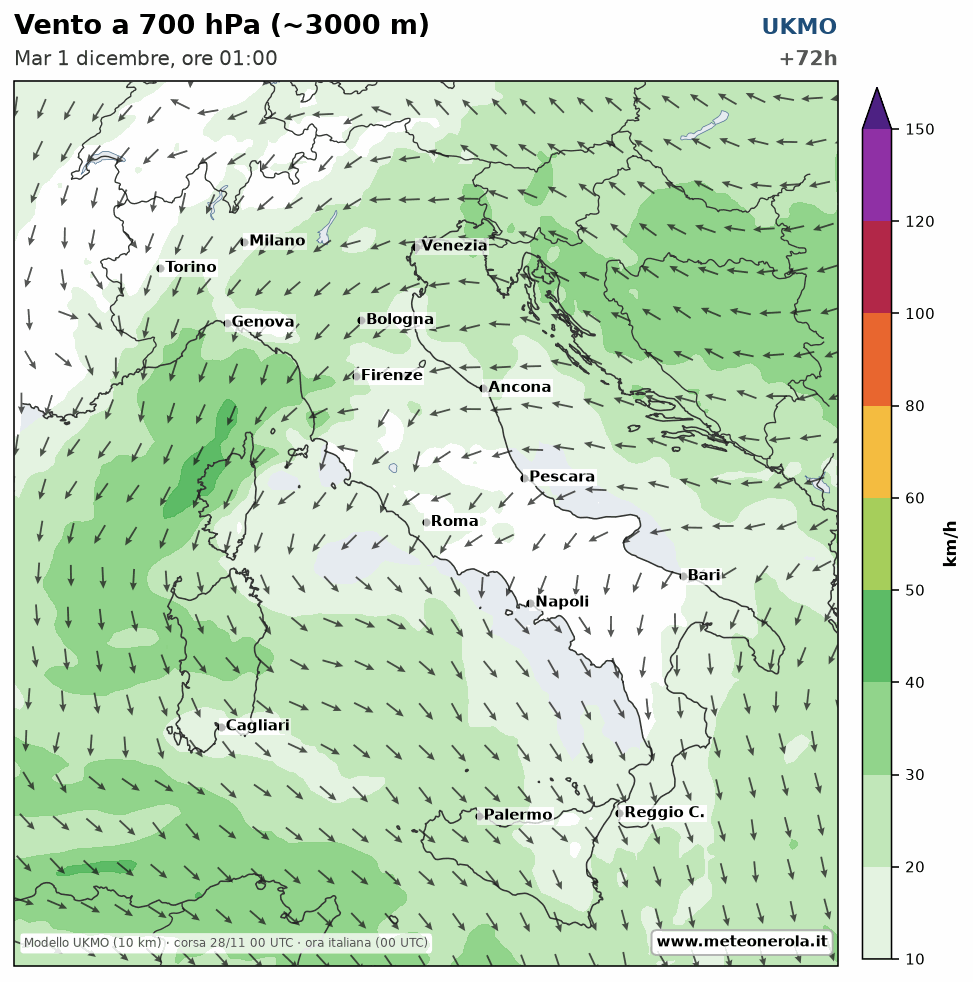 Vento a 700 hPa (~3000 m)
UKMO
Mar 1 dicembre, ore 01:00
+72h
150
120
100
80
60
50
40
30
20
10
km/h
Milano
Venezia
Torino
Genova
Bologna
Firenze
Ancona
Pescara
Roma
Bari
Napoli
Cagliari
Palermo
Reggio C.
Modello UKMO (10 km) · corsa 28/11 00 UTC · ora italiana (00 UTC)
www.meteonerola.it